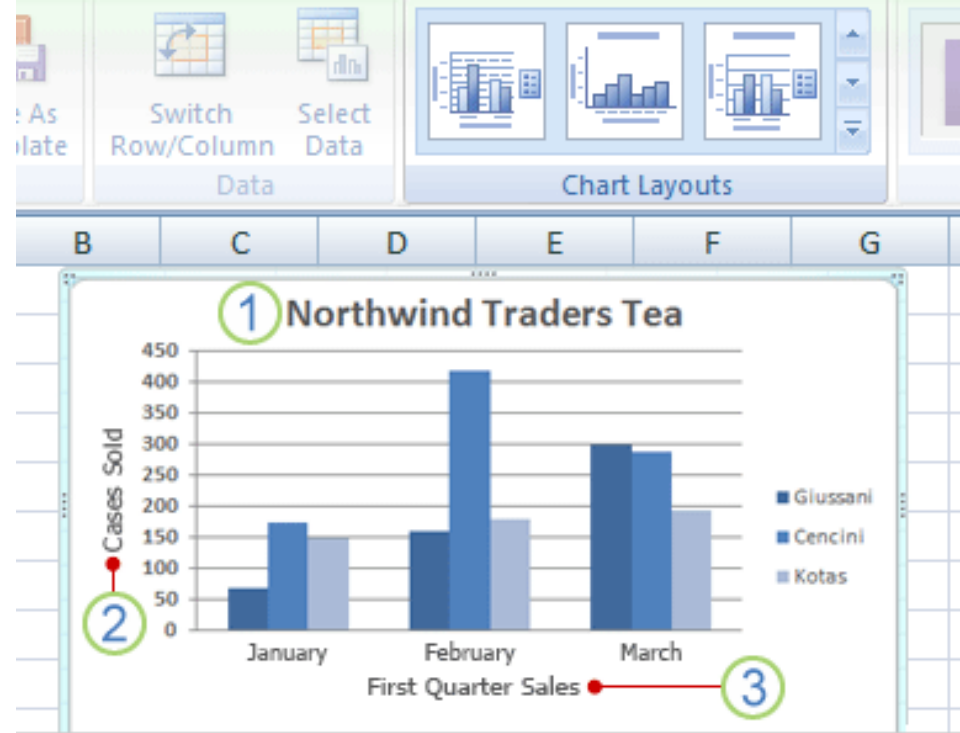 e As
Switch
Select
plate
Row/Column
Data
Data
Chart Layouts
B C D E F G
1 Northwind Traders Tea
450
400
350
300
250
200
150
100
50
0
Cases Sold
2
Giussani
Cencini
Kotas
January February March
First Quarter Sales
3